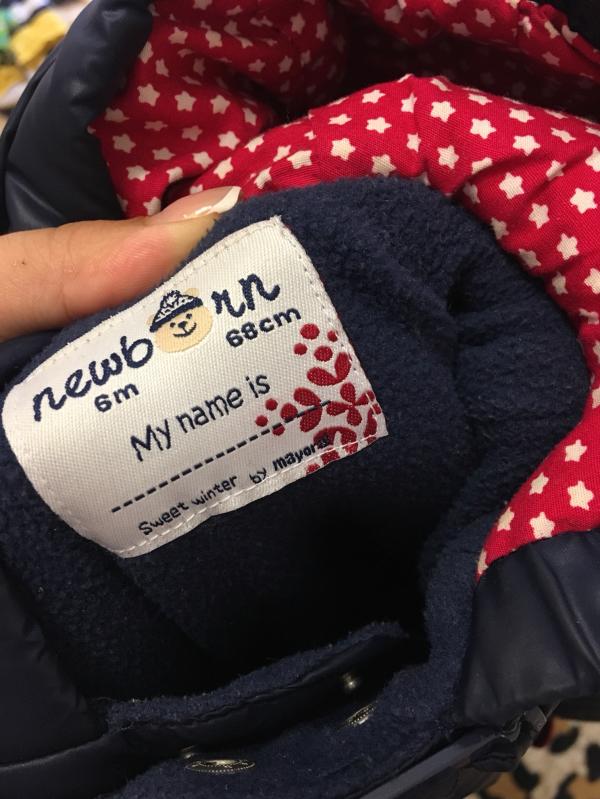 newborn
6m 68cm
My name is
Sweet winter by mayoral